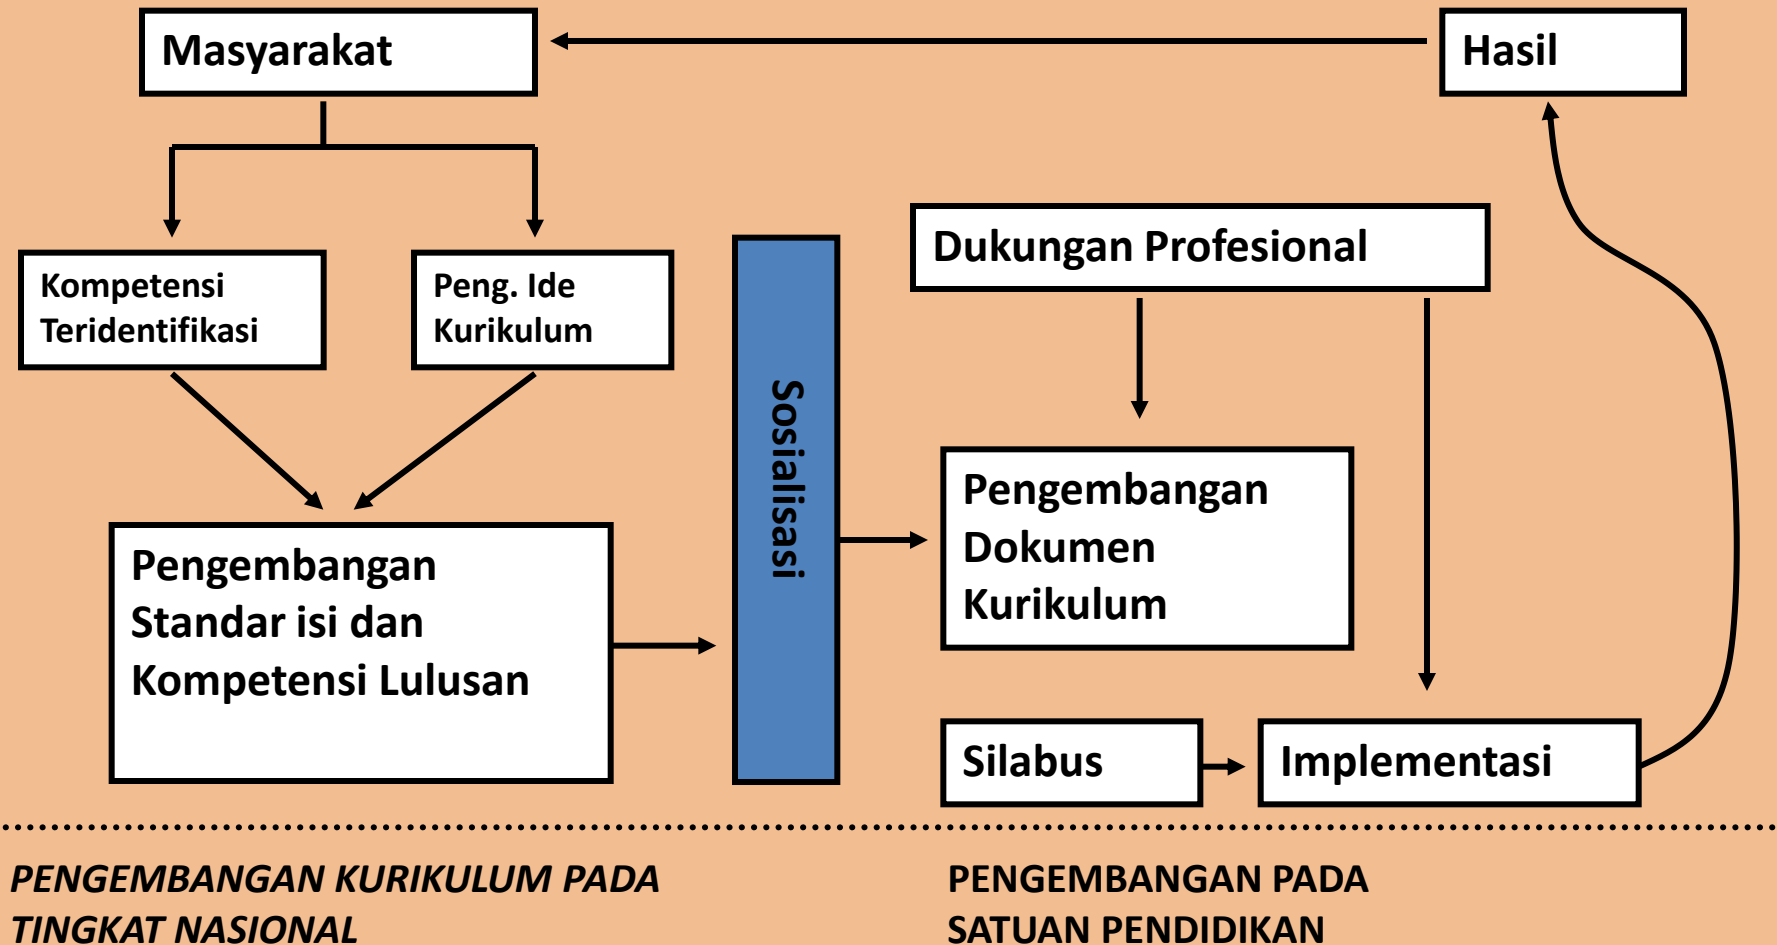 Masyarakat
Hasil
Kompetensi
Teridentifikasi
Peng. Ide
Kurikulum
Sosialisasi
Dukungan Profesional
Pengembangan
Dokumen
Kurikulum
Pengembangan
Standar isi dan
Kompetensi Lulusan
Silabus
Implementasi
PENGEMBANGAN KURIKULUM PADA
TINGKAT NASIONAL
PENGEMBANGAN PADA
SATUAN PENDIDIKAN